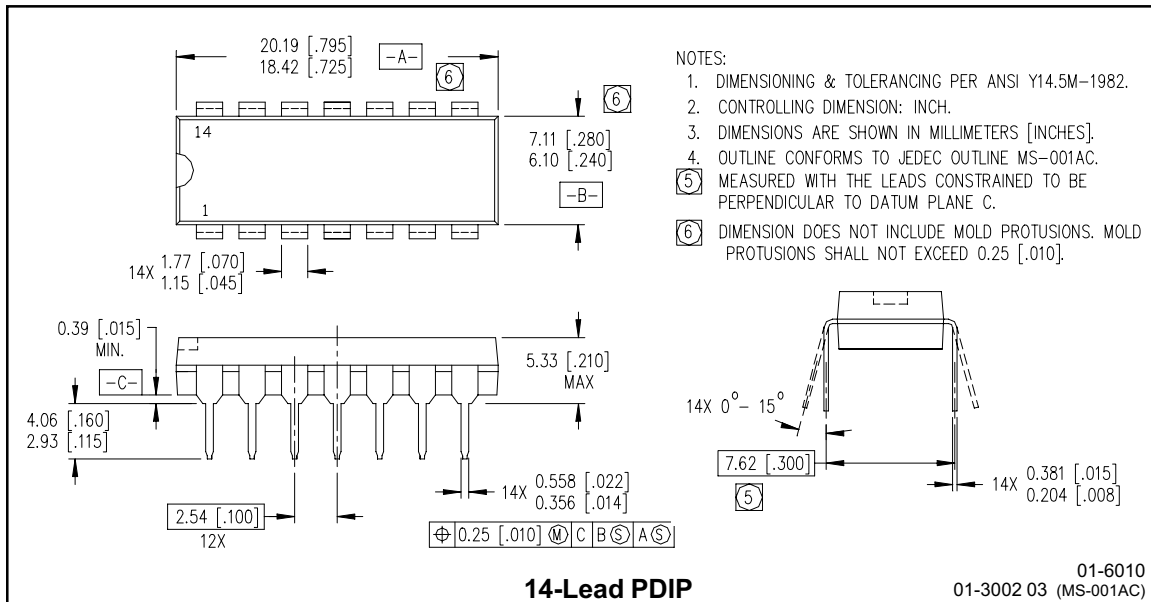 20.19 [.795]
18.42 [.725]
-A-
6
6
14
1
7.11 [.280]
6.10 [.240]
-B-
14X 1.77 [.070]
1.15 [.045]
NOTES:
1. DIMENSIONING & TOLERANCING PER ANSI Y14.5M-1982.
2. CONTROLLING DIMENSION: INCH.
3. DIMENSIONS ARE SHOWN IN MILLIMETERS [INCHES].
4. OUTLINE CONFORMS TO JEDEC OUTLINE MS-001AC.
5 MEASURED WITH THE LEADS CONSTRAINED TO BE
PERPENDICULAR TO DATUM PLANE C.
6 DIMENSION DOES NOT INCLUDE MOLD PROTUSIONS. MOLD
PROTUSIONS SHALL NOT EXCEED 0.25 [.010].
0.39 [.015]
MIN.
-C-
4.06 [.160]
2.93 [.115]
5.33 [.210]
MAX
2.54 [.100]
12X
14X 0.558 [.022]
0.356 [.014]
⌖ 0.25 [.010] Ⓜ C B Ⓢ A Ⓢ
14X 0°- 15°
7.62 [.300]
5
14X 0.381 [.015]
0.204 [.008]
14-Lead PDIP
01-6010
01-3002 03 (MS-001AC)